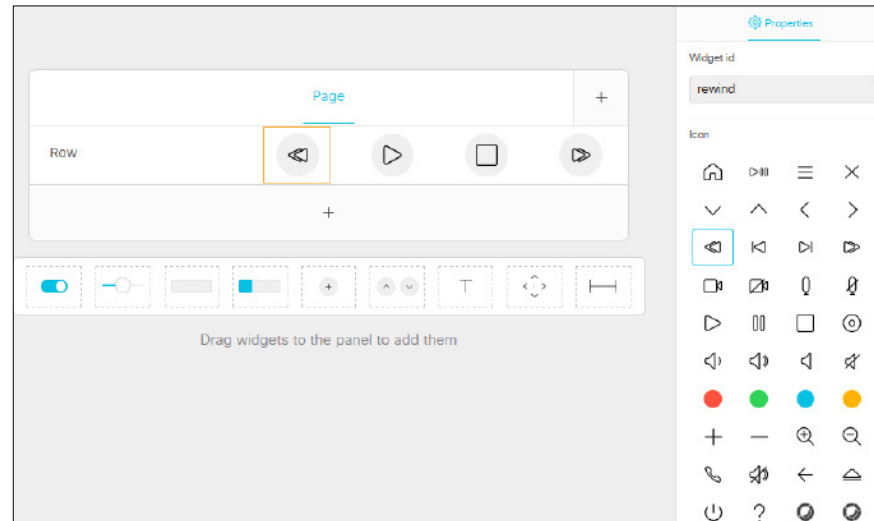 Properties
Widget id
rewind
Icon
Page
Row
Drag widgets to the panel to add them